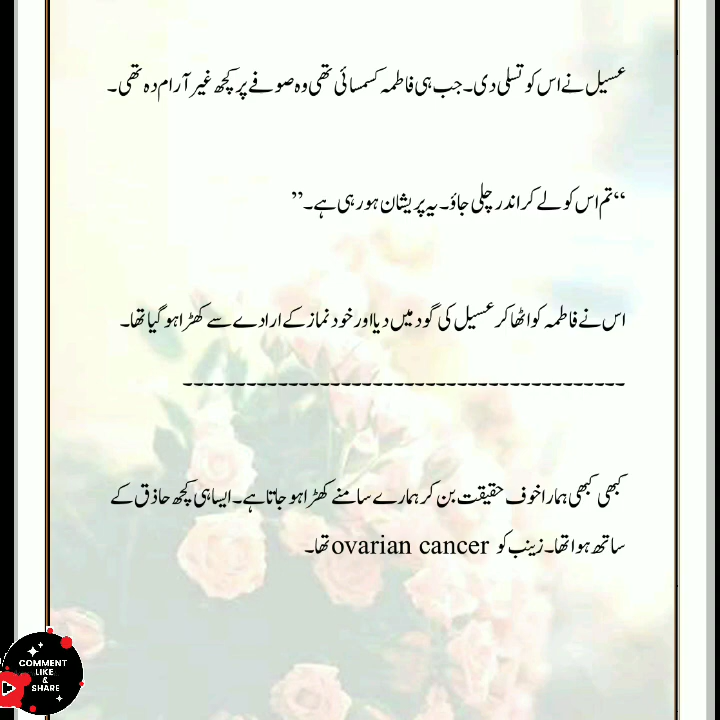 عسیل نے اس کو تسلی دی۔ جب ہی فاطمہ کسمسائی تھی وہ صوفے پر کچھ غیر آرام دہ تھی۔
“تم اس کو لے کر اندر چلی جاؤ۔ یہ پریشان ہو رہی ہے۔”
اس نے فاطمہ کو اٹھا کر عسیل کی گود میں دیا اور خود نماز کے ارادے سے کھڑا ہو گیا تھا۔
------------------------------------------
کبھی کبھی ہمارا خوف حقیقت بن کر ہمارے سامنے کھڑا ہو جاتا ہے۔ ایسا ہی کچھ حاذق کے
ساتھ ہوا تھا۔ زینب کو ovarian cancer تھا۔
COMMENT
LIKE
&
SHARE